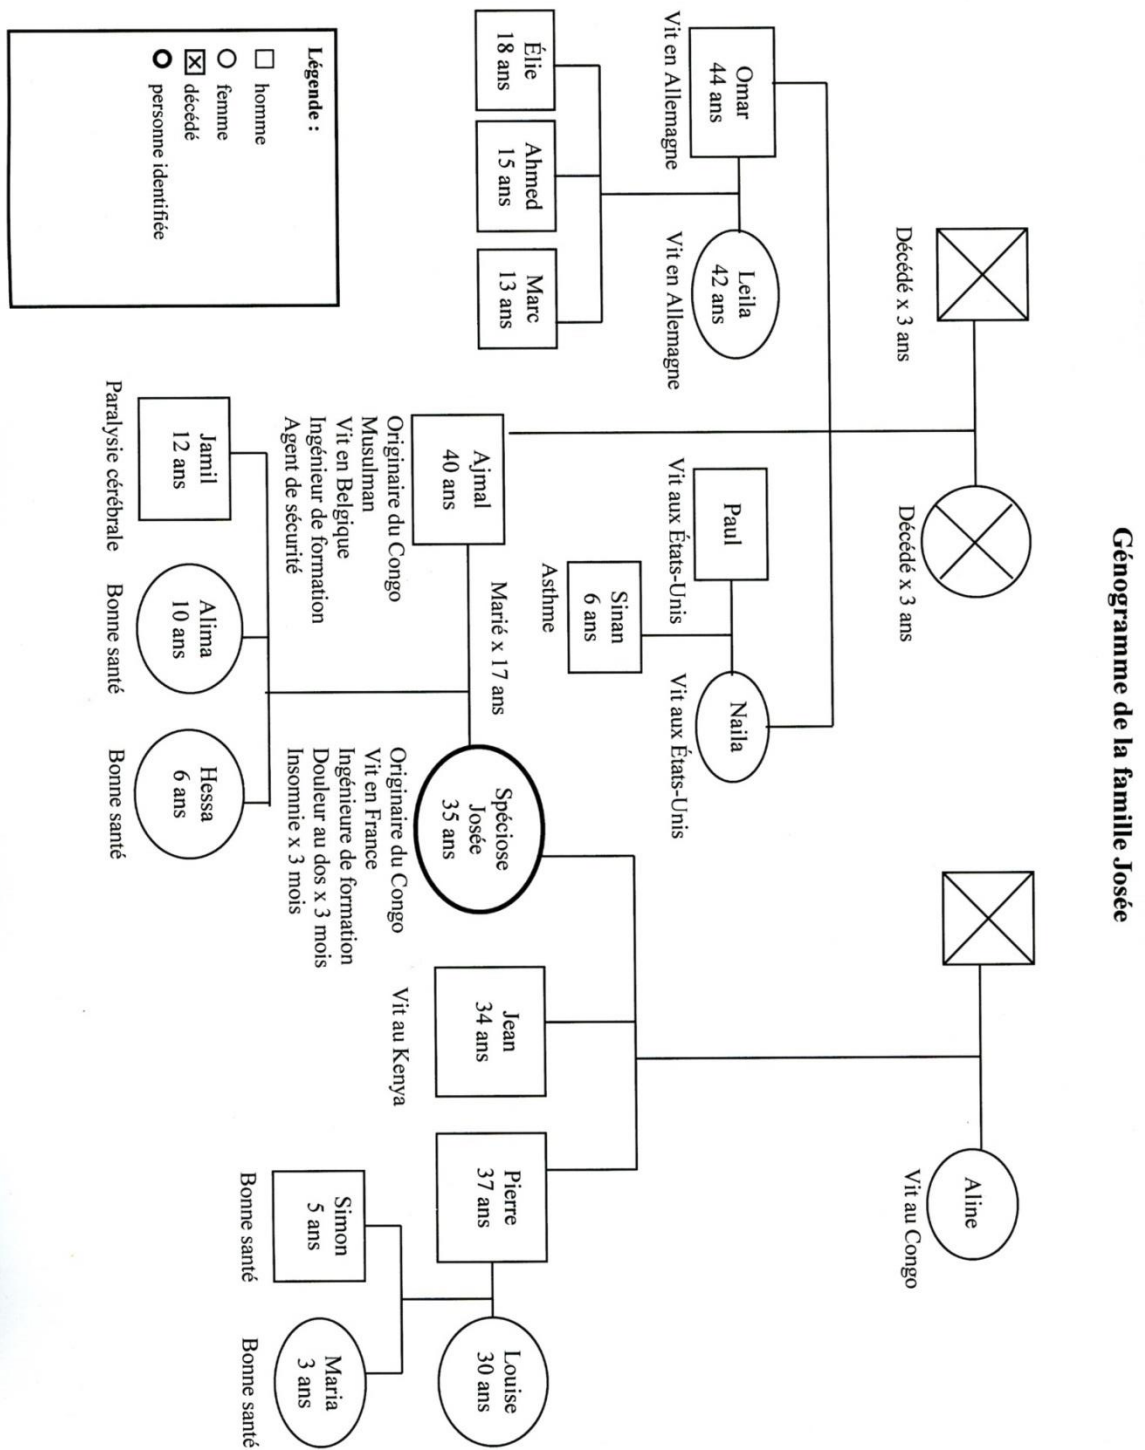 Génogramme de la famille Josée
Décédé x 3 ans
Décédé x 3 ans
Aline
Vit au Congo
Omar
44 ans
Vit en Allemagne
Leila
42 ans
Vit en Allemagne
Paul
Vit aux États-Unis
Naila
Vit aux États-Unis
Élie
18 ans
Ahmed
15 ans
Marc
13 ans
Sinan
6 ans
Asthme
Ajmal
40 ans
Originaire du Congo
Musulman
Vit en Belgique
Ingénieur de formation
Agent de sécurité
Marié x 17 ans
Spéciose
Josée
35 ans
Originaire du Congo
Vit en France
Ingénieure de formation
Douleur au dos x 3 mois
Insomnie x 3 mois
Jean
34 ans
Vit au Kenya
Pierre
37 ans
Louise
30 ans
Jamil
12 ans
Paralysie cérébrale
Alima
10 ans
Bonne santé
Hessa
6 ans
Bonne santé
Simon
5 ans
Bonne santé
Maria
3 ans
Bonne santé
Légende :
homme
femme
décédé
personne identifiée